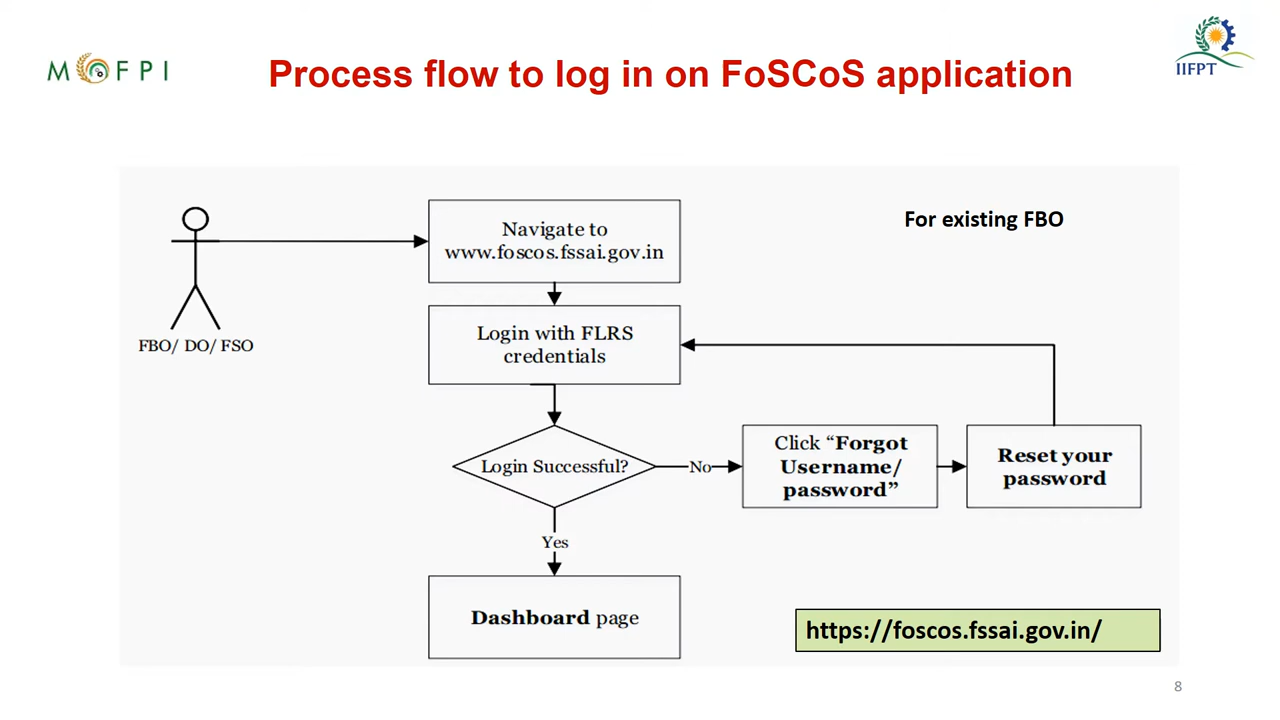 MOFPI
Process flow to log in on FoSCoS application
IIFPT
For existing FBO
Navigate to
www.foscos.fssai.gov.in
FBO/ DO/ FSO
Login with FLRS
credentials
Login Successful?
No
Click “Forgot
Username/
password”
Reset your
password
Yes
Dashboard page
https://foscos.fssai.gov.in/
8